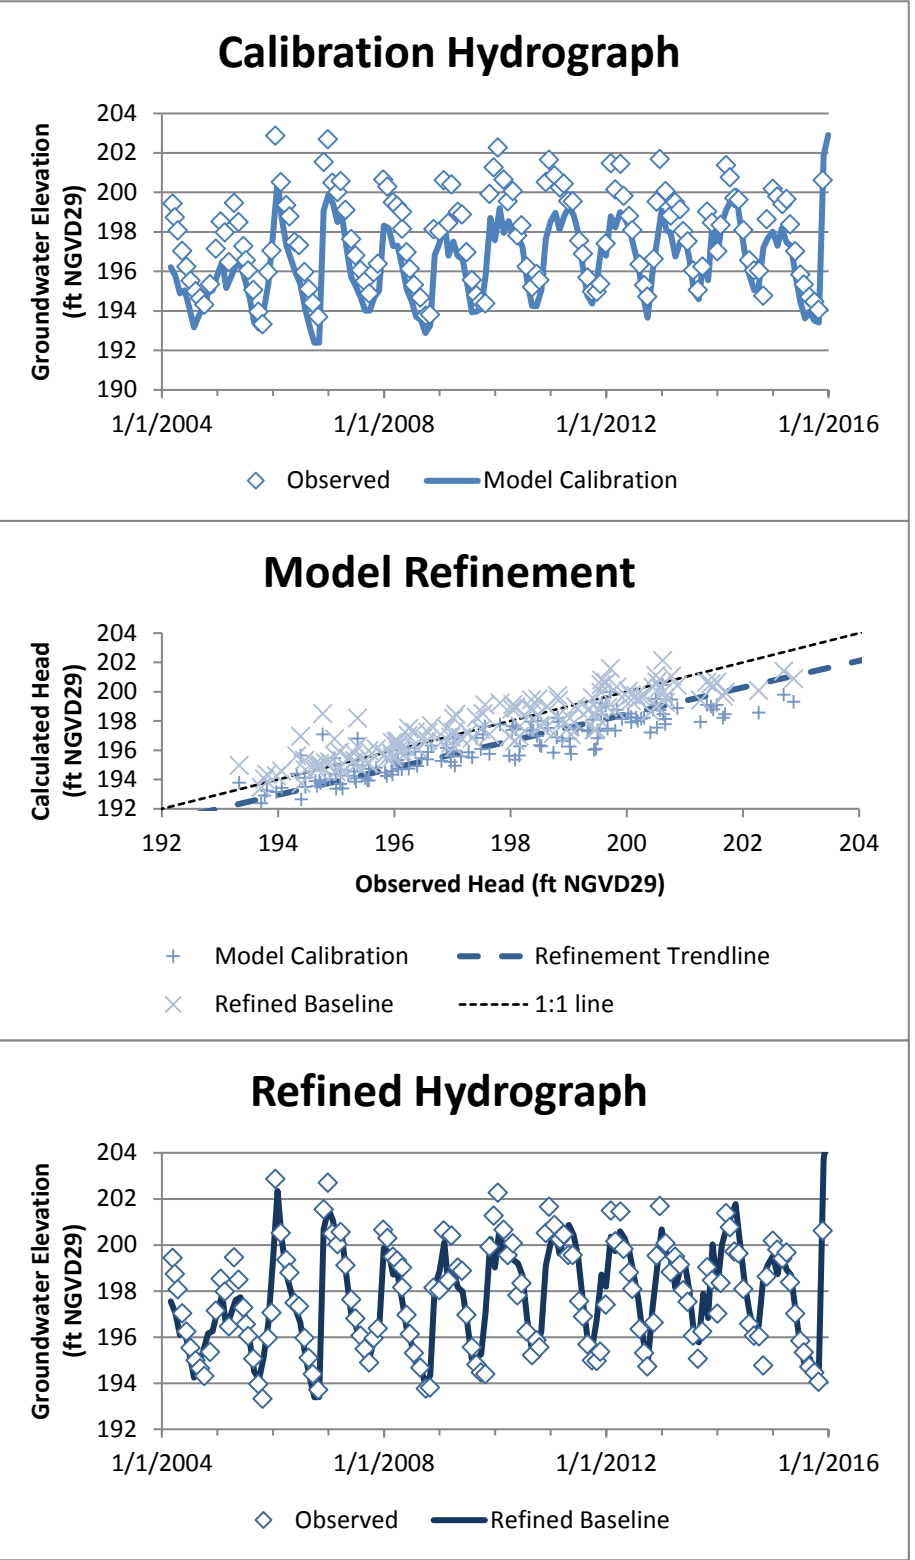 Calibration Hydrograph
Groundwater Elevation
(ft NGVD29)
204
202
200
198
196
194
192
190
1/1/2004 1/1/2008 1/1/2012 1/1/2016
Observed Model Calibration
Model Refinement
Calculated Head
(ft NGVD29)
204
202
200
198
196
194
192
192 194 196 198 200 202 204
Observed Head (ft NGVD29)
Model Calibration Refinement Trendline
Refined Baseline 1:1 line
Refined Hydrograph
Groundwater Elevation
(ft NGVD29)
204
202
200
198
196
194
192
1/1/2004 1/1/2008 1/1/2012 1/1/2016
Observed Refined Baseline